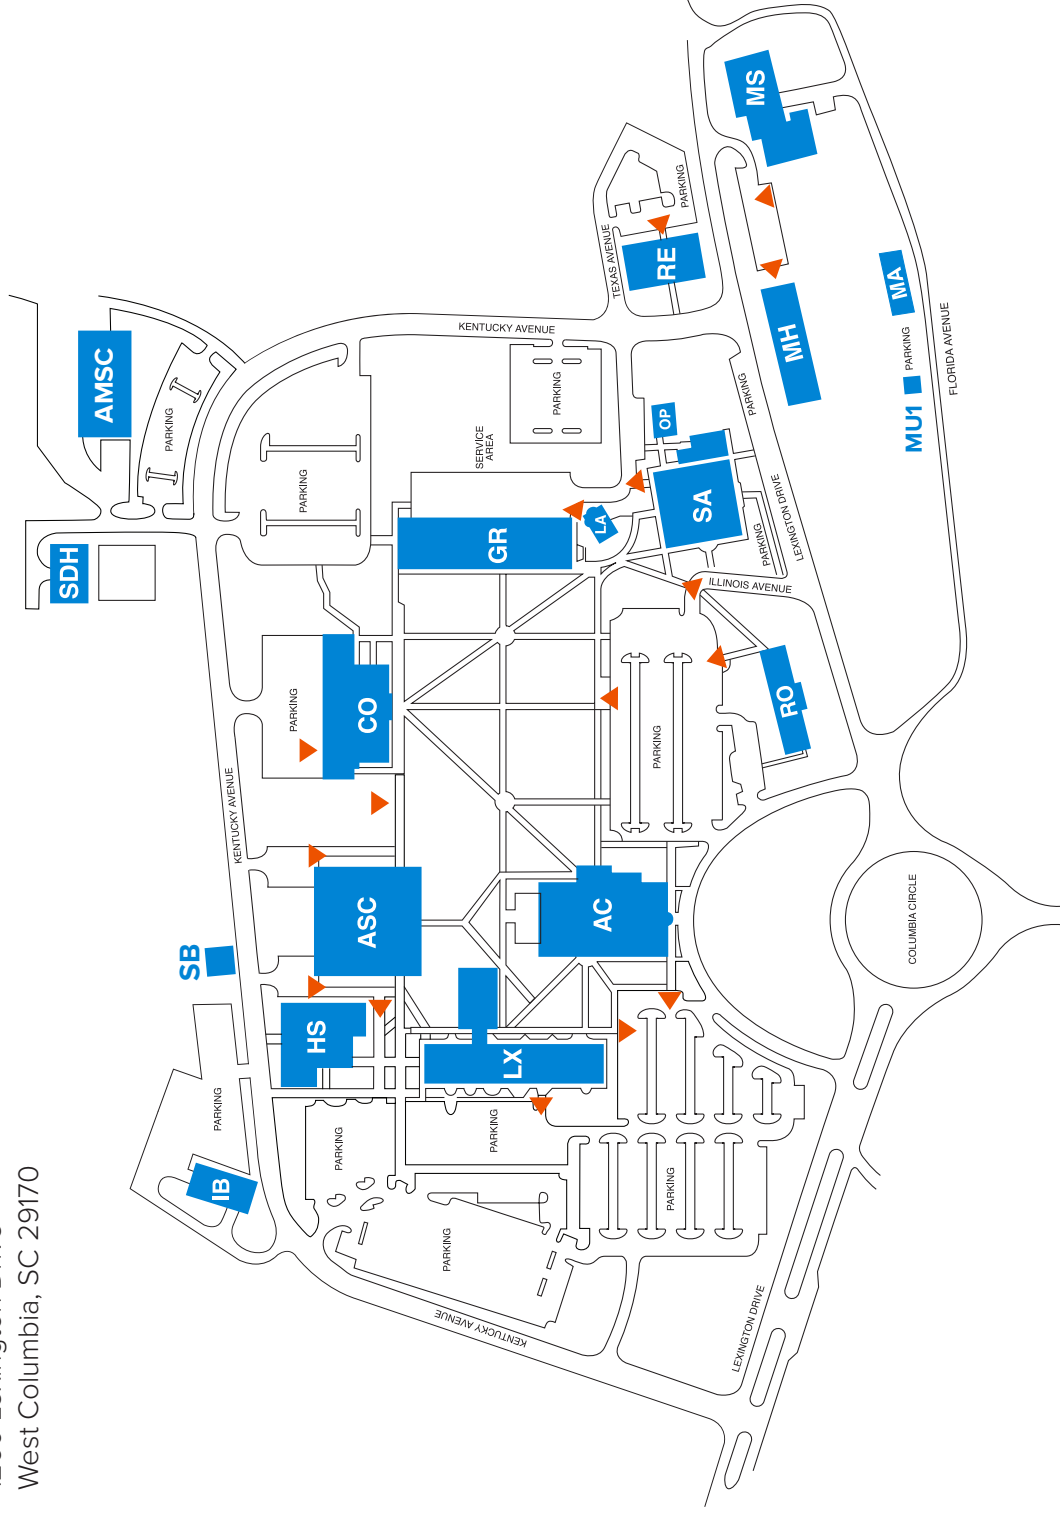 West Columbia, SC 29170
AMSC
PARKING
SDH
PARKING
KENTUCKY AVENUE
TEXAS AVENUE
RE
PARKING
MS
SERVICE
AREA
PARKING
GR
LA
OP
SA
PARKING
PARKING
LEXINGTON DRIVE
ILLINOIS AVENUE
MH
MA
PARKING
MU1
FLORIDA AVENUE
PARKING
CO
PARKING
RO
KENTUCKY AVENUE
SB
ASC
AC
COLUMBIA CIRCLE
HS
LX
PARKING
IB
PARKING
PARKING
PARKING
PARKING
KENTUCKY AVENUE
LEXINGTON DRIVE